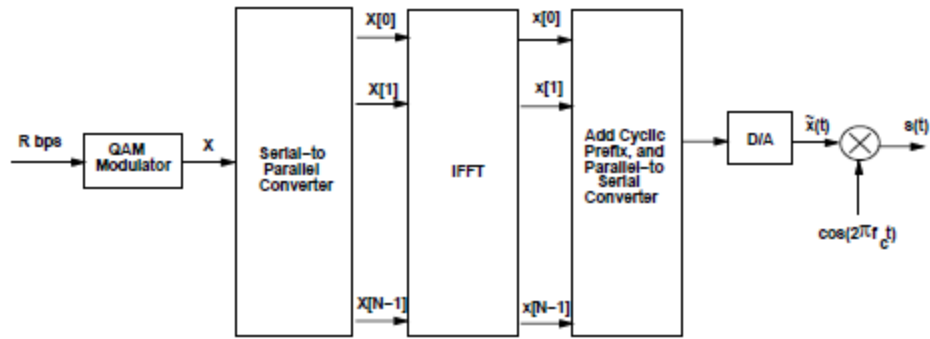 R bps
QAM
Modulator
X
Serial-to
Parallel
Converter
X[0]
X[1]
X[N-1]
IFFT
x[0]
x[1]
x[N-1]
Add Cyclic
Prefix, and
Parallel-to
Serial
Converter
D/A
x̃(t)
s(t)
cos(2πf_c t)